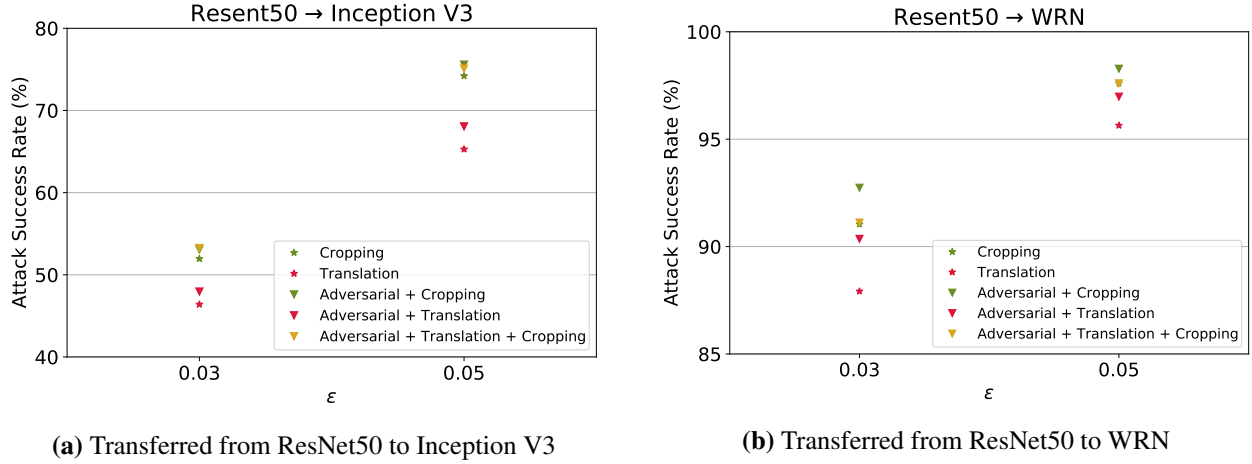 Resent50 → Inception V3
Attack Success Rate (%)
80
70
60
50
40
0.03
0.05
ε
Cropping
Translation
Adversarial + Cropping
Adversarial + Translation
Adversarial + Translation + Cropping
(a) Transferred from ResNet50 to Inception V3
Resent50 → WRN
Attack Success Rate (%)
100
95
90
85
0.03
0.05
ε
Cropping
Translation
Adversarial + Cropping
Adversarial + Translation
Adversarial + Translation + Cropping
(b) Transferred from ResNet50 to WRN